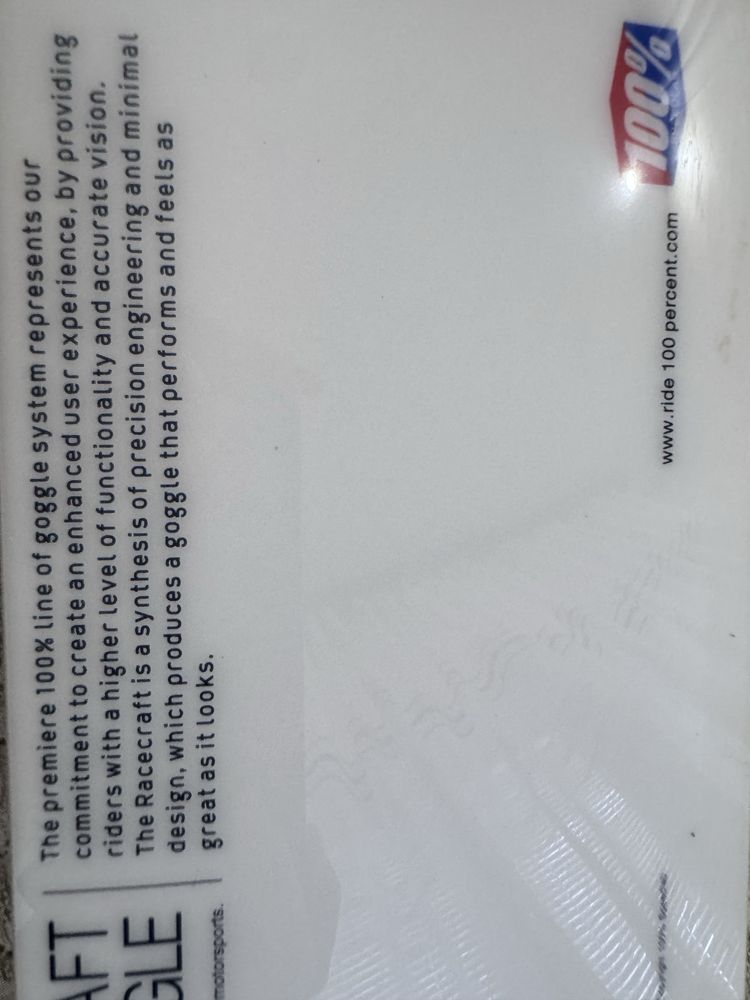 The premiere 100% line of goggle system represents our
commitment to create an enhanced user experience, by providing
riders with a higher level of functionality and accurate vision.
The Racecraft is a synthesis of precision engineering and minimal
design, which produces a goggle that performs and feels as
great as it looks.
AFT
GLE
motorsports.
100%
www.ride 100 percent.com